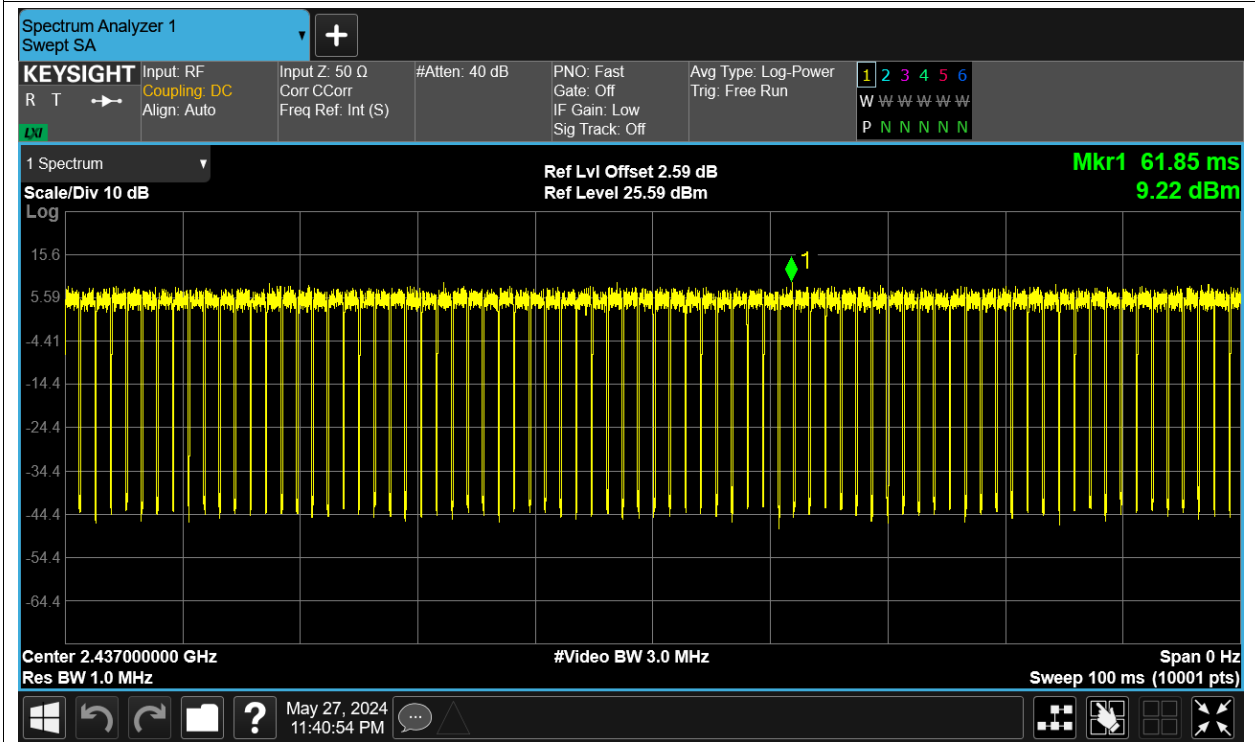 Spectrum Analyzer 1
Swept SA
+
KEYSIGHT
R T
LXI
Input: RF
Coupling: DC
Align: Auto
Input Z: 50 Ω
Corr CCorr
Freq Ref: Int (S)
#Atten: 40 dB
PNO: Fast
Gate: Off
IF Gain: Low
Sig Track: Off
Avg Type: Log-Power
Trig: Free Run
1 2 3 4 5 6
W W W W W W
P N N N N N
1 Spectrum
Scale/Div 10 dB
Log
Ref Lvl Offset 2.59 dB
Ref Level 25.59 dBm
Mkr1 61.85 ms
9.22 dBm
1
15.6
5.59
-4.41
-14.4
-24.4
-34.4
-44.4
-54.4
-64.4
Center 2.437000000 GHz
Res BW 1.0 MHz
#Video BW 3.0 MHz
Span 0 Hz
Sweep 100 ms (10001 pts)
?
May 27, 2024
11:40:54 PM